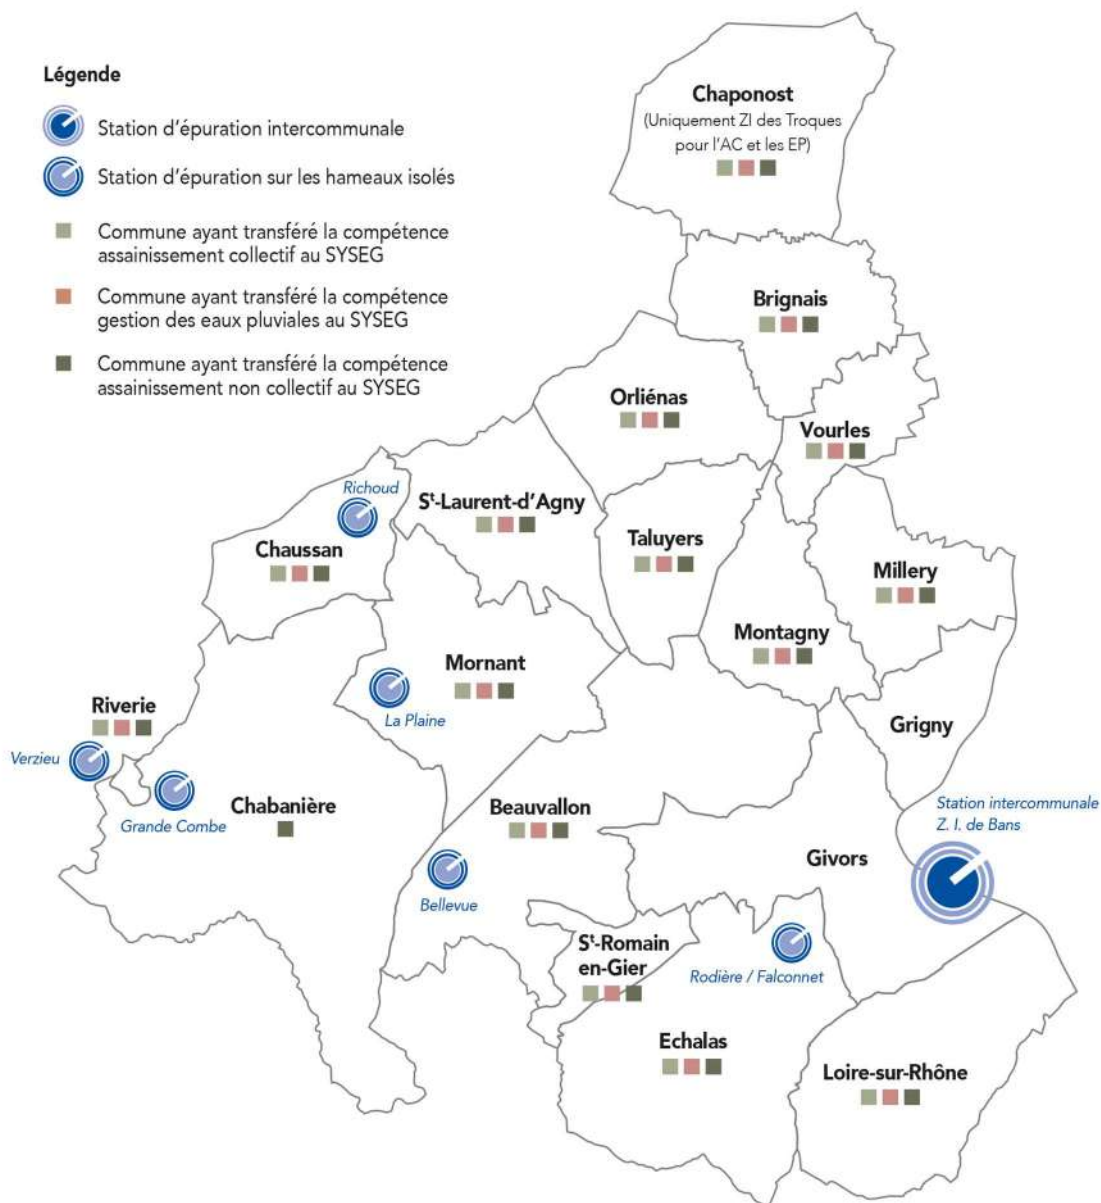 Légende
Station d'épuration intercommunale
Station d'épuration sur les hameaux isolés
Commune ayant transféré la compétence
assainissement collectif au SYSEG
Commune ayant transféré la compétence
gestion des eaux pluviales au SYSEG
Commune ayant transféré la compétence
assainissement non collectif au SYSEG
Chaponost
(Uniquement ZI des Troques
pour l'AC et les EP)
Brignais
Orliénas
Vourles
Richoud
Sᵗ-Laurent-d'Agny
Chaussan
Taluyers
Millery
Montagny
Mornant
La Plaine
Riverie
Grigny
Verzieu
Grande Combe
Chabanière
Beauvallon
Station intercommunale
Z. I. de Bans
Givors
Bellevue
Sᵗ-Romain
en-Gier
Rodière / Falconnet
Echalas
Loire-sur-Rhône